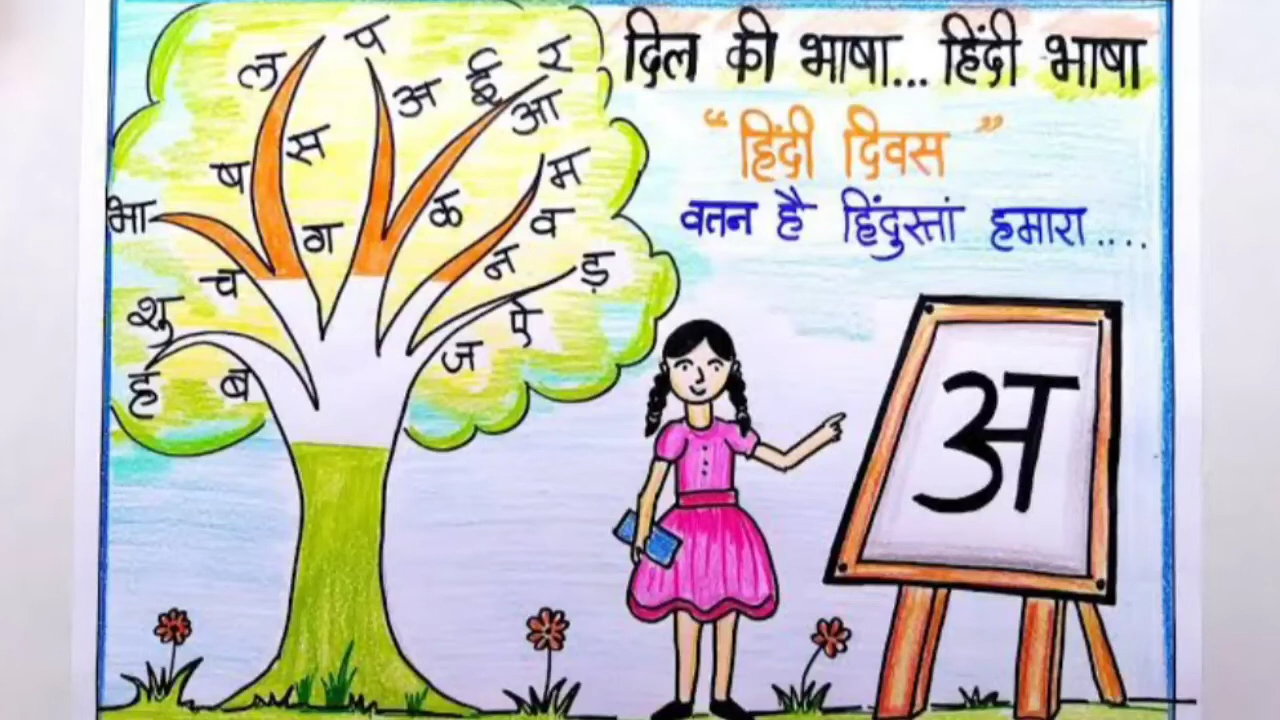 दिल की भाषा... हिंदी भाषा
“हिंदी दिवस”
वतन है हिंदुस्तां हमारा....
ल
प
अ
ई
र
आ
स
ष
म
भा
ग
क
व
न
ड़
च
शु
ऐ
ज
ह
ब
अ